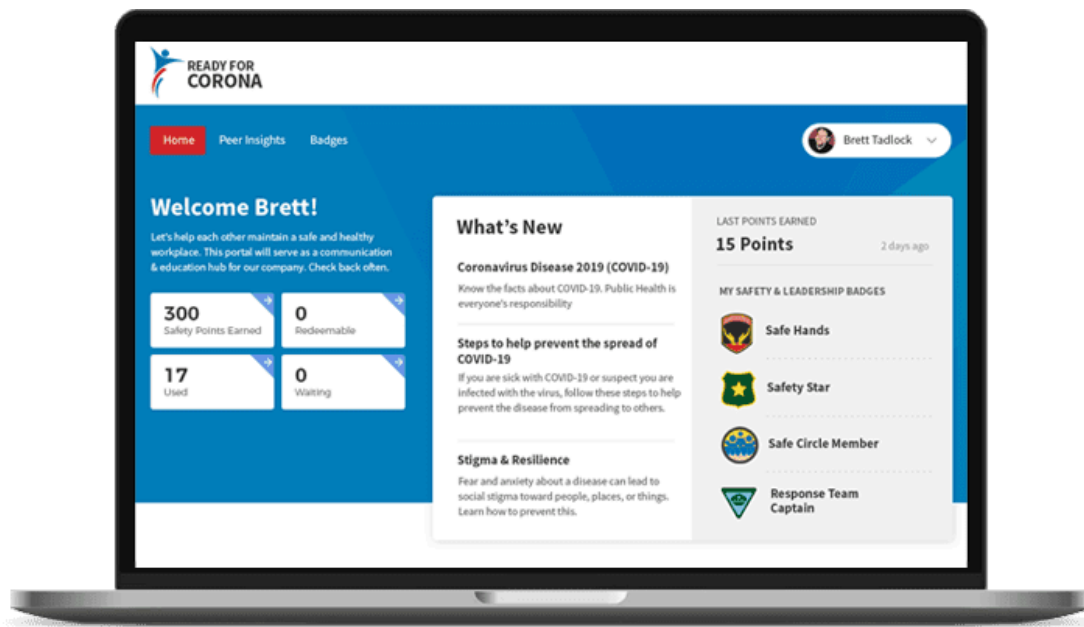 READY FOR
CORONA
Home
Peer Insights
Badges
Brett Tadlock
Welcome Brett!
Let's help each other maintain a safe and healthy
workplace. This portal will serve as a communication
& education hub for our company. Check back often.
300
Safety Points Earned
0
Redeemable
17
Used
0
Waiting
What's New
Coronavirus Disease 2019 (COVID-19)
Know the facts about COVID-19. Public Health is
everyone's responsibility
Steps to help prevent the spread of
COVID-19
If you are sick with COVID-19 or suspect you are
infected with the virus, follow these steps to help
prevent the disease from spreading to others.
Stigma & Resilience
Fear and anxiety about a disease can lead to
social stigma toward people, places, or things.
Learn how to prevent this.
LAST POINTS EARNED
15 Points
2 days ago
MY SAFETY & LEADERSHIP BADGES
Safe Hands
Safety Star
Safe Circle Member
Response Team
Captain